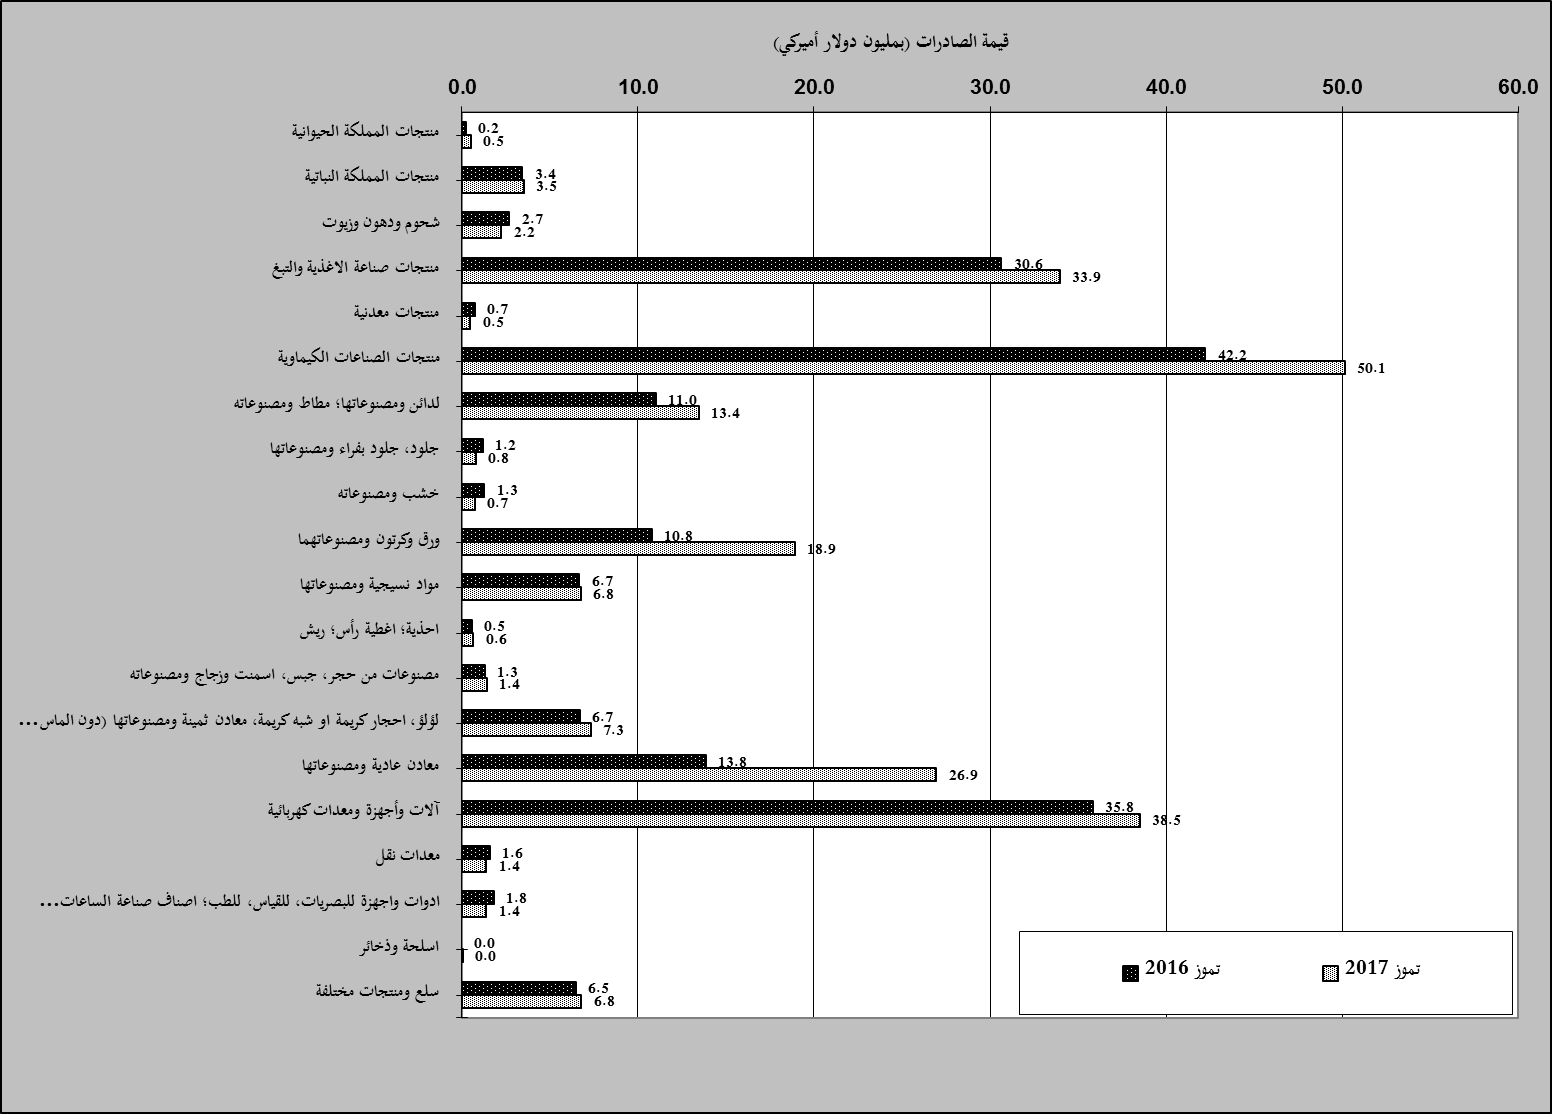 قيمة الصادرات (بمليون دولار أميركي)
0.0 10.0 20.0 30.0 40.0 50.0 60.0
منتجات المملكة الحيوانية 0.2
0.5
منتجات المملكة النباتية 3.4
3.5
شحوم ودهون وزيوت 2.7
2.2
منتجات صناعة الاغذية والتبغ 30.6
33.9
منتجات معدنية 0.7
0.5
منتجات الصناعات الكيماوية 42.2
50.1
لدائن ومصنوعاتها؛ مطاط ومصنوعاته 11.0
13.4
جلود، جلود بفراء ومصنوعاتها 1.2
0.8
خشب ومصنوعاته 1.3
0.7
ورق وكرتون ومصنوعاتهما 10.8
18.9
مواد نسيجية ومصنوعاتها 6.7
6.8
احذية؛ اغطية رأس؛ ريش 0.5
0.6
مصنوعات من حجر، جبس، اسمنت وزجاج ومصنوعاته 1.3
1.4
لؤلؤ، احجار كريمة او شبه كريمة، معادن ثمينة ومصنوعاتها (دون الماس... 6.7
7.3
معادن عادية ومصنوعاتها 13.8
26.9
آلات وأجهزة ومعدات كهربائية 35.8
38.5
معدات نقل 1.6
1.4
ادوات واجهزة للبصريات، للقياس، للطب؛ اصناف صناعة الساعات... 1.8
1.4
اسلحة وذخائر 0.0
0.0
سلع ومنتجات مختلفة 6.5
6.8
تموز 2016 تموز 2017